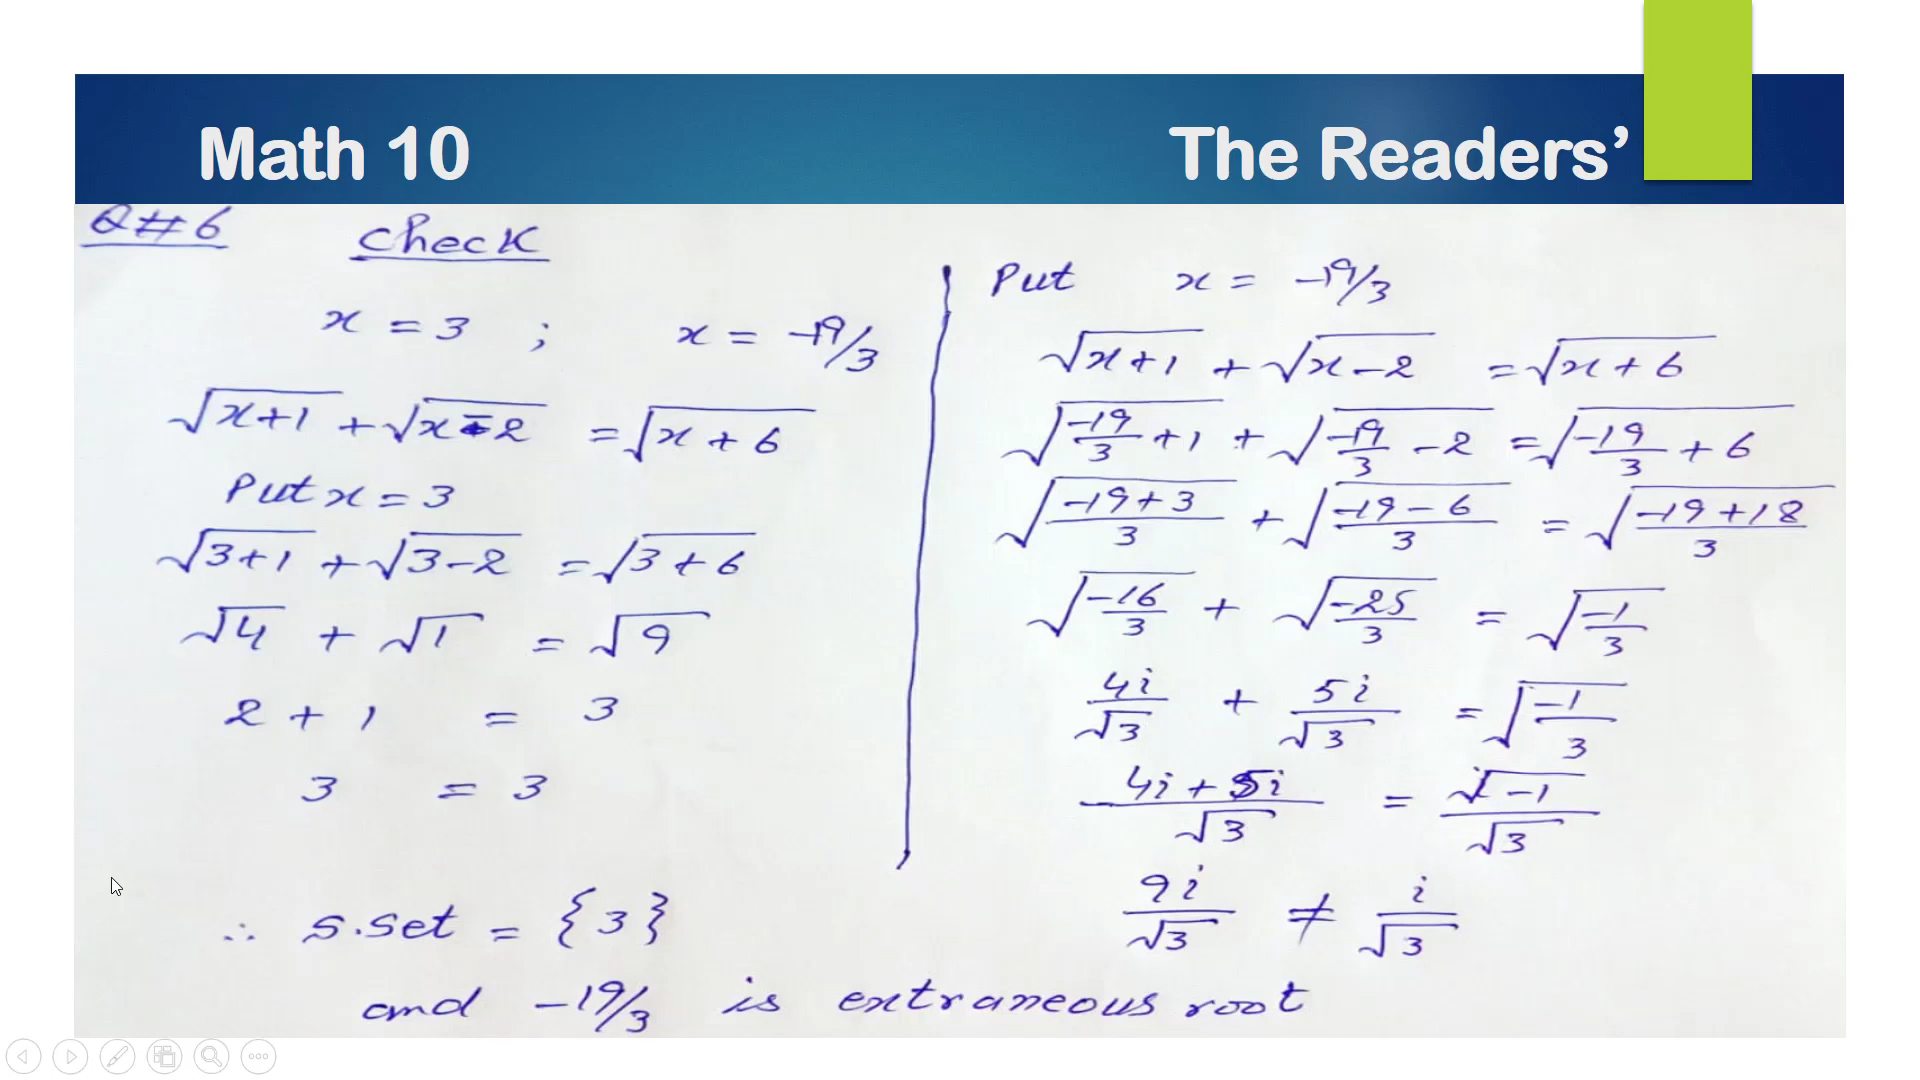 Math 10
The Readers’
Q#6 Check
x = 3 ; x = -19/3
√(x+1) + √(x-2) = √(x+6)
Put x = 3
√(3+1) + √(3-2) = √(3+6)
√4 + √1 = √9
2 + 1 = 3
3 = 3
∴ S.Set = {3}
and -19/3 is extraneous root
Put x = -19/3
√(x+1) + √(x-2) = √(x+6)
√(-19/3 + 1) + √(-19/3 - 2) = √(-19/3 + 6)
√((-19+3)/3) + √((-19-6)/3) = √((-19+18)/3)
√(-16/3) + √(-25/3) = √(-1/3)
4i/√3 + 5i/√3 = √(-1/3)
(4i + 5i)/√3 = √-1/√3
9i/√3 ≠ i/√3